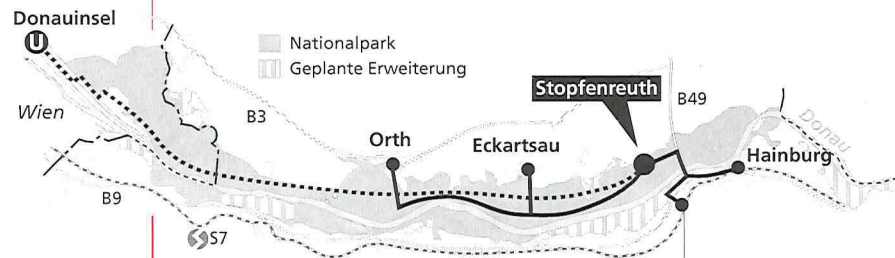 Donauinsel
U
Nationalpark
Geplante Erweiterung
Stopfenreuth
B49
Wien
B3
Orth
Eckartsau
Donau
Hainburg
B9
S7